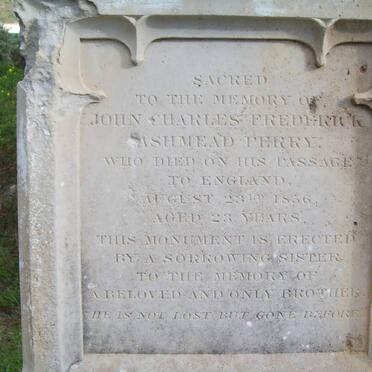 SACRED
TO THE MEMORY OF
JOHN CHARLES FREDERICK
ASHMEAD PERRY.
WHO DIED ON HIS PASSAGE
TO ENGLAND,
AUGUST 23RD 1856,
AGED 23 YEARS.
THIS MONUMENT IS ERECTED
BY A SORROWING SISTER
TO THE MEMORY OF
A BELOVED AND ONLY BROTHER.
HE IS NOT LOST BUT GONE BEFORE